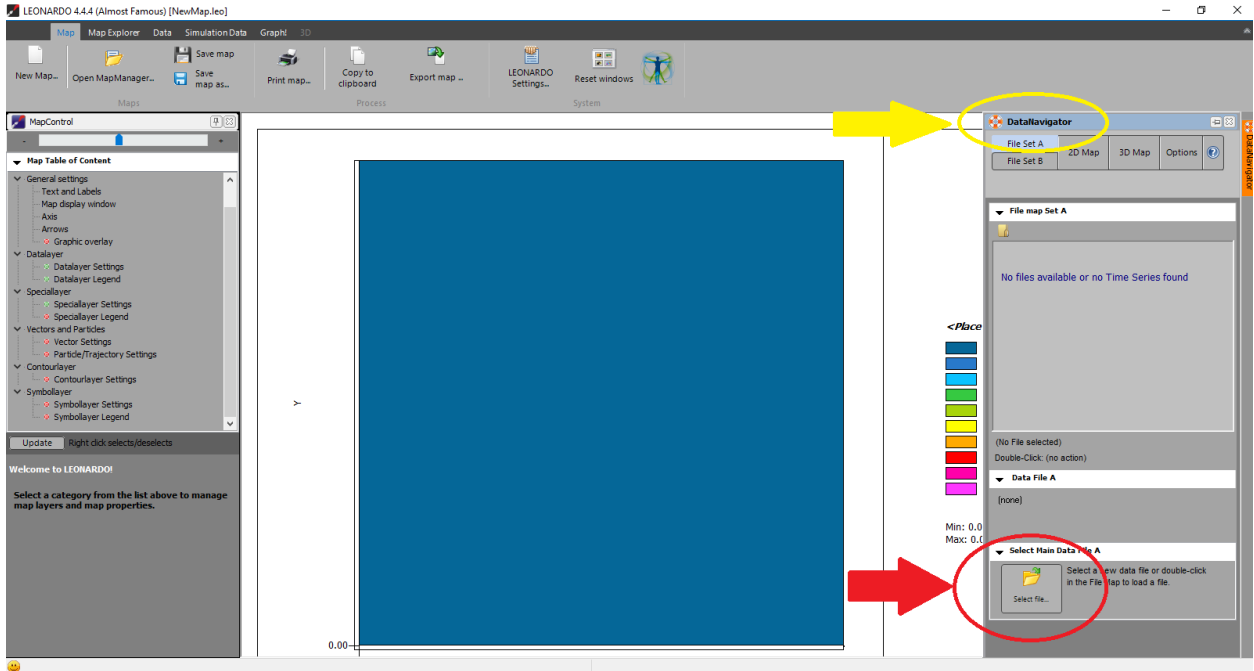 LEONARDO 4.4.4 (Almost Famous) [NewMap.leo]
Map Map Explorer Data Simulation Data Graph! 3D
New Map...
Open MapManager...
Save map
Save
map as...
Print map...
Copy to
clipboard
Export map ...
LEONARDO
Settings...
Reset windows
Maps
Process
System
MapControl
- +
Map Table of Content
General settings
Text and Labels
Map display window
Axis
Arrows
Graphic overlay
Datalayer
Datalayer Settings
Datalayer Legend
Speciallayer
Speciallayer Settings
Speciallayer Legend
Vectors and Particles
Vector Settings
Particle/Trajectory Settings
Contourlayer
Contourlayer Settings
Symbollayer
Symbollayer Settings
Symbollayer Legend
Update Right click selects/deselects
Welcome to LEONARDO!
Select a category from the list above to manage
map layers and map properties.
Y
0.00
<Place
Min: 0.0
Max: 0.0
DataNavigator
File Set A
File Set B
2D Map
3D Map
Options
?
DataNavigator
File map Set A
No files available or no Time Series found
(No File selected)
Double-Click: (no action)
Data File A
[none]
Select Main Data File A
Select file...
Select a new data file or double-click
in the File Map to load a file.